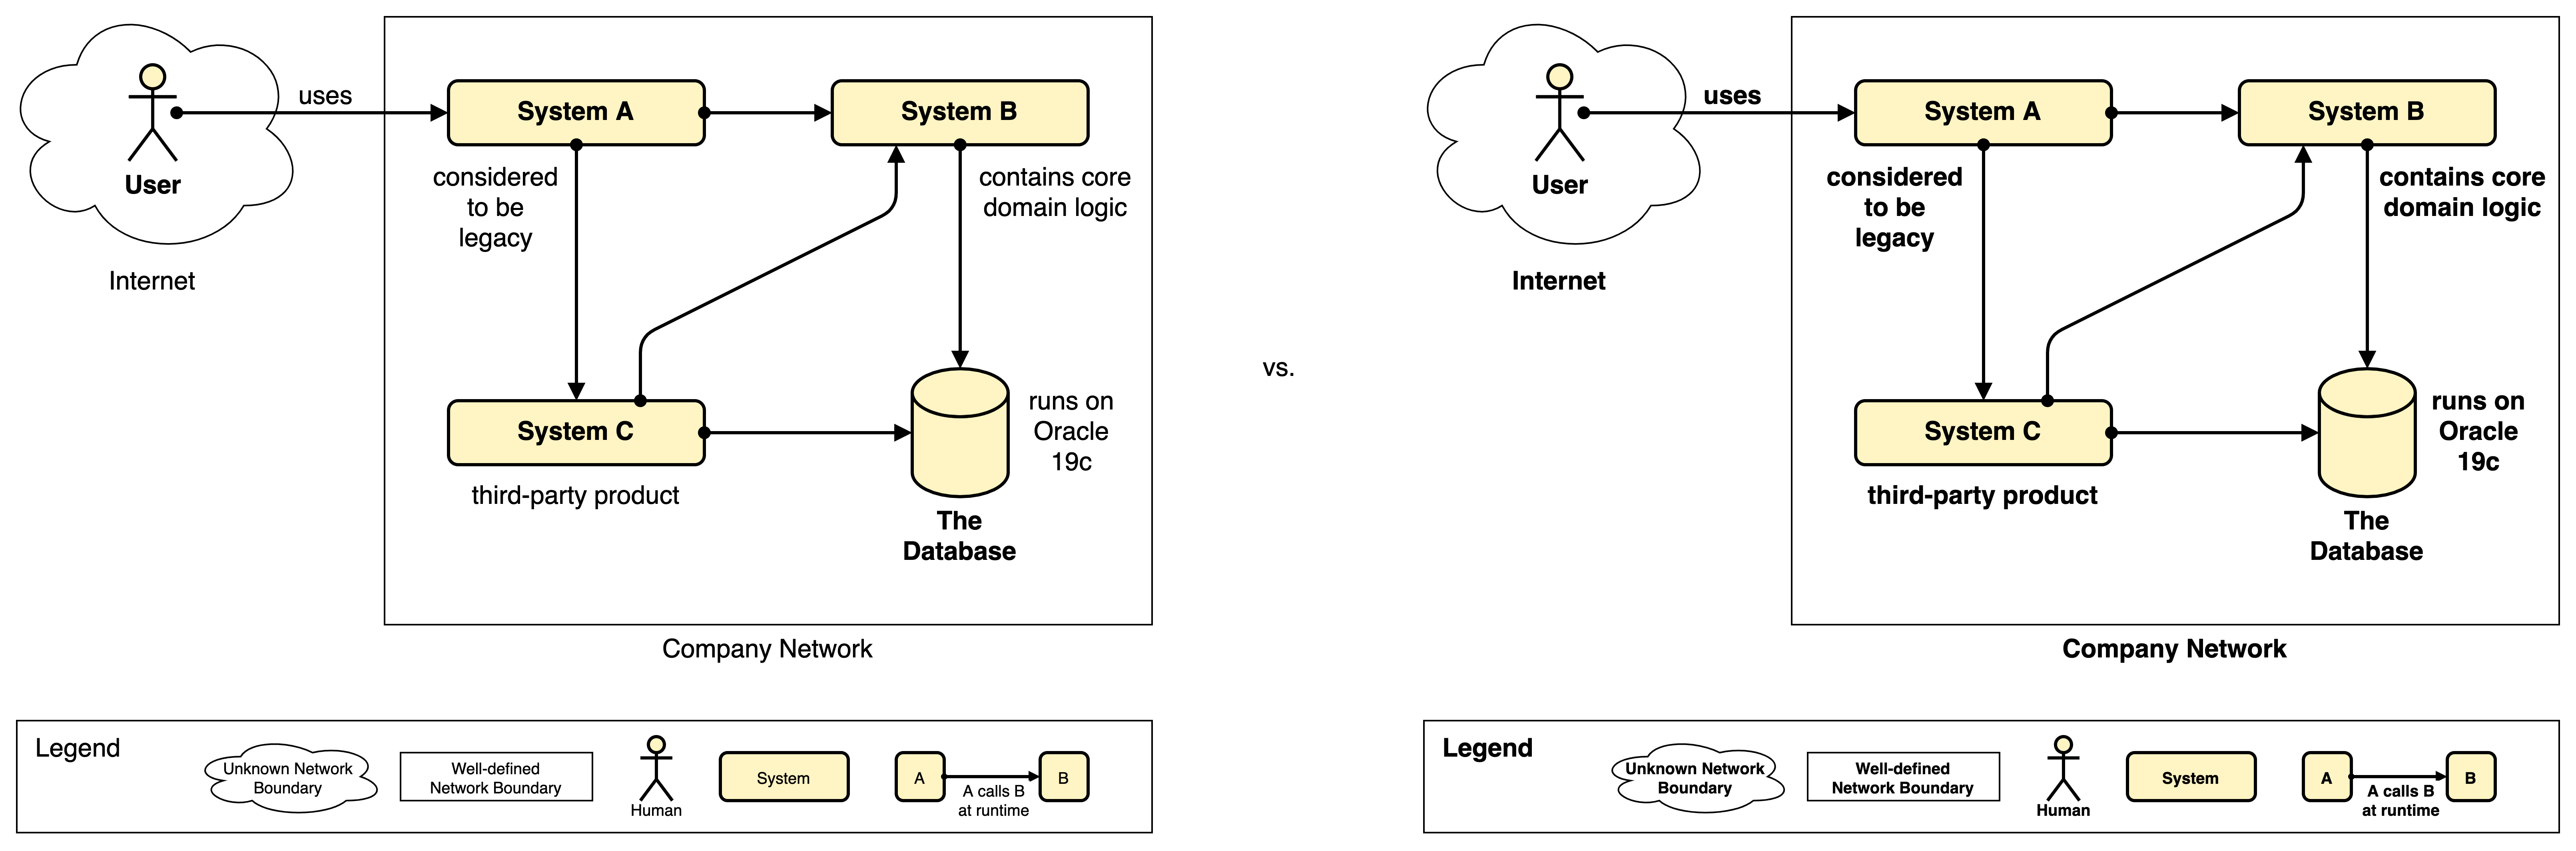 uses
System A
System B
User
considered
to be
legacy
contains core
domain logic
Internet
System C
runs on
Oracle
19c
third-party product
The
Database
Company Network
Legend
Unknown Network
Boundary
Well-defined
Network Boundary
Human
System
A
B
A calls B
at runtime
vs.
uses
System A
System B
User
considered
to be
legacy
contains core
domain logic
Internet
System C
runs on
Oracle
19c
third-party product
The
Database
Company Network
Legend
Unknown Network
Boundary
Well-defined
Network Boundary
Human
System
A
B
A calls B
at runtime